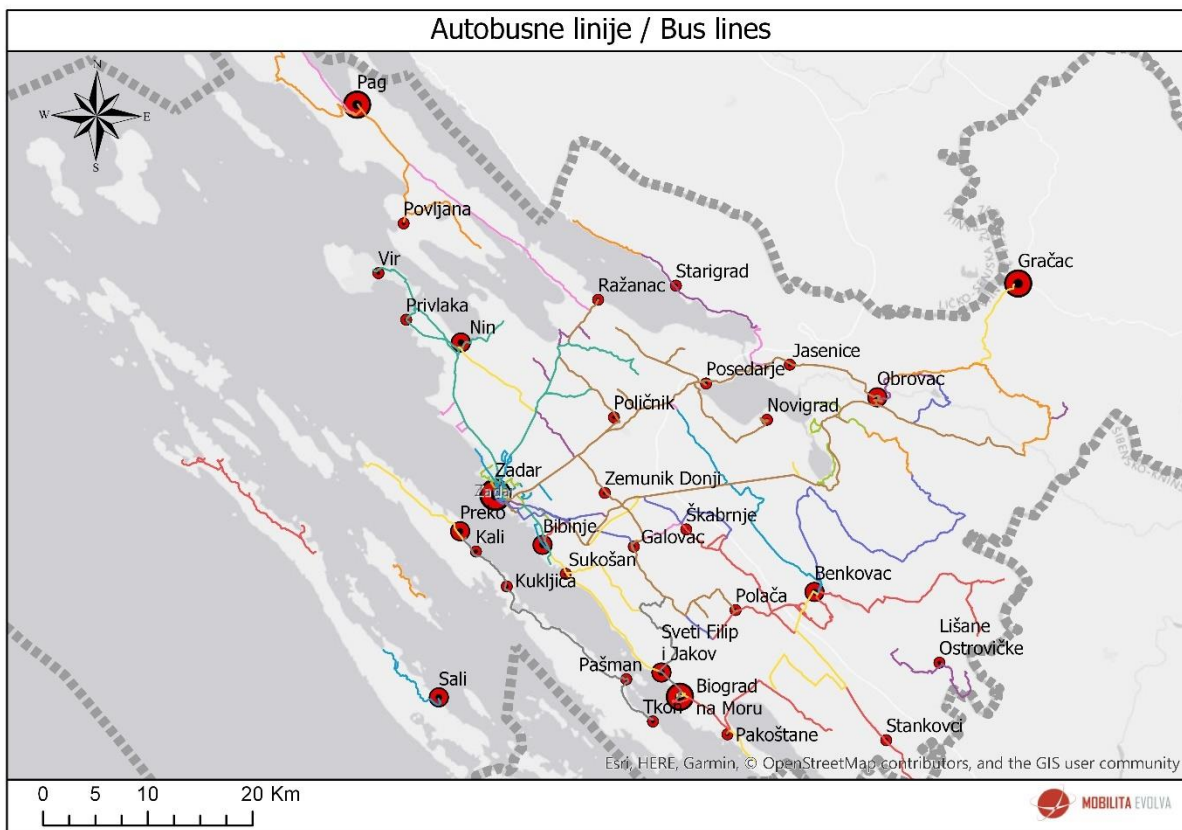 Autobusne linije / Bus lines
N
W
E
S
Pag
Povljana
Vir
Privlaka
Nin
Ražanac
Starigrad
Gračac
Jasenice
Posedarje
Obrovac
Poličnik
Novigrad
Zadar
Zadar
Zemunik Donji
Preko
Kali
Bibinje
Škabrnje
Galovac
Sukošan
Kukljica
Benkovac
Polača
Sveti Filip
i Jakov
Lišane
Ostrovičke
Pašman
Sali
Biograd
na Moru
Tkon
Pakoštane
Stankovci
Esri, HERE, Garmin, © OpenStreetMap contributors, and the GIS user community
0 5 10 20 Km
MOBILITA EVOLVA